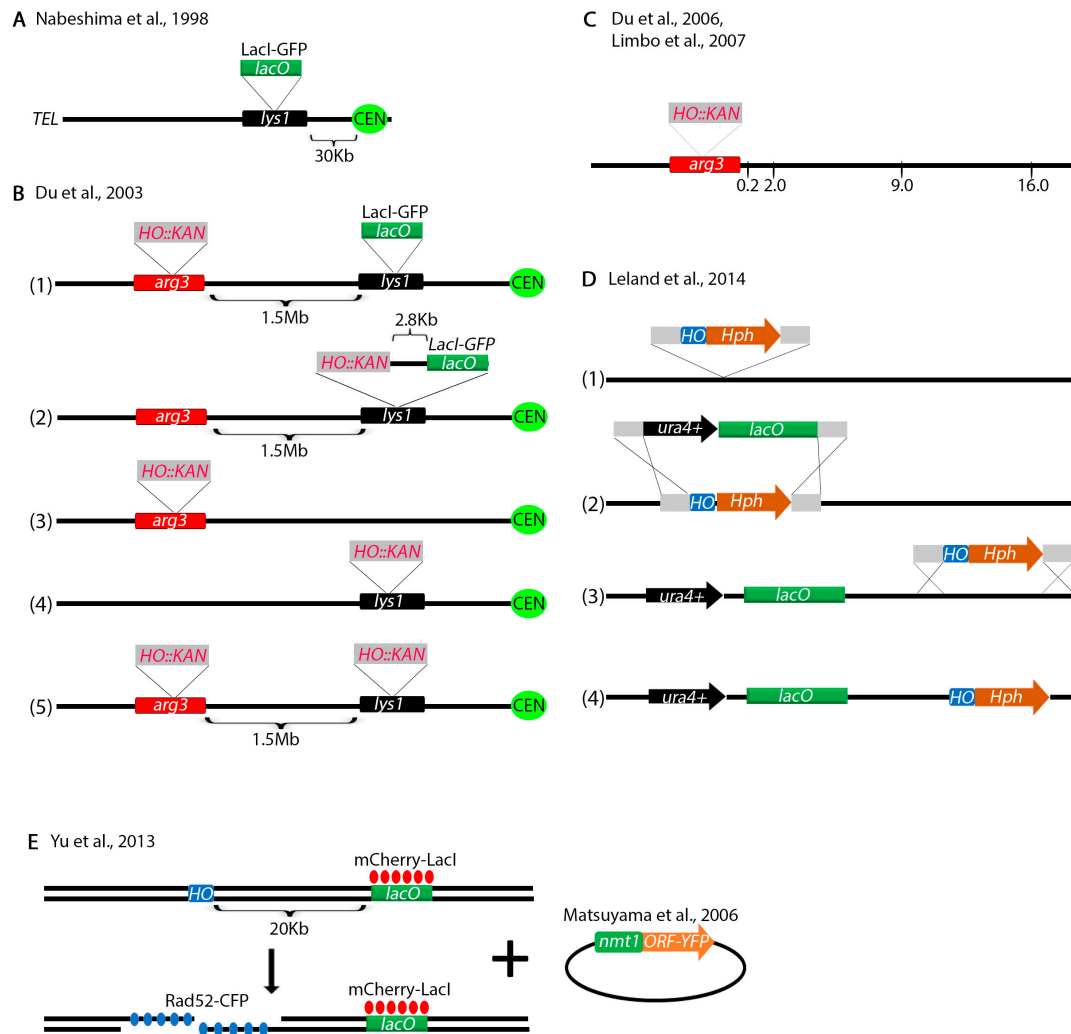 A Nabeshima et al., 1998
LacI-GFP
lacO
TEL
lys1
CEN
30Kb
B Du et al., 2003
HO::KAN
LacI-GFP
lacO
(1)
arg3
lys1
CEN
1.5Mb
2.8Kb
HO::KAN
LacI-GFP
lacO
(2)
arg3
lys1
CEN
1.5Mb
HO::KAN
(3)
arg3
CEN
HO::KAN
(4)
lys1
CEN
HO::KAN
HO::KAN
(5)
arg3
lys1
CEN
1.5Mb
C Du et al., 2006,
Limbo et al., 2007
HO::KAN
arg3
0.2 2.0 9.0 16.0
D Leland et al., 2014
HO Hph
(1)
ura4+ lacO
(2)
HO Hph
HO Hph
(3)
ura4+ lacO
(4)
ura4+ lacO HO Hph
E Yu et al., 2013
mCherry-LacI
HO
lacO
20Kb
Rad52-CFP
mCherry-LacI
lacO
+
Matsuyama et al., 2006
nmt1 ORF-YFP